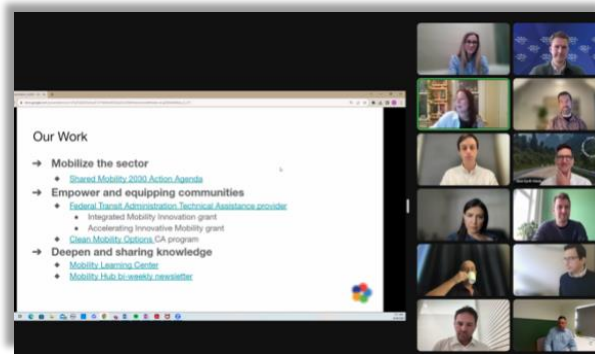 Our Work
→ Mobilize the sector
◆ Shared Mobility 2030 Action Agenda
→ Empower and equipping communities
◆ Federal Transit Administration Technical Assistance provider
● Integrated Mobility Innovation grant
● Accelerating Innovative Mobility grant
◆ Clean Mobility Options CA program
→ Deepen and sharing knowledge
◆ Mobility Learning Center
◆ Mobility Hub bi-weekly newsletter